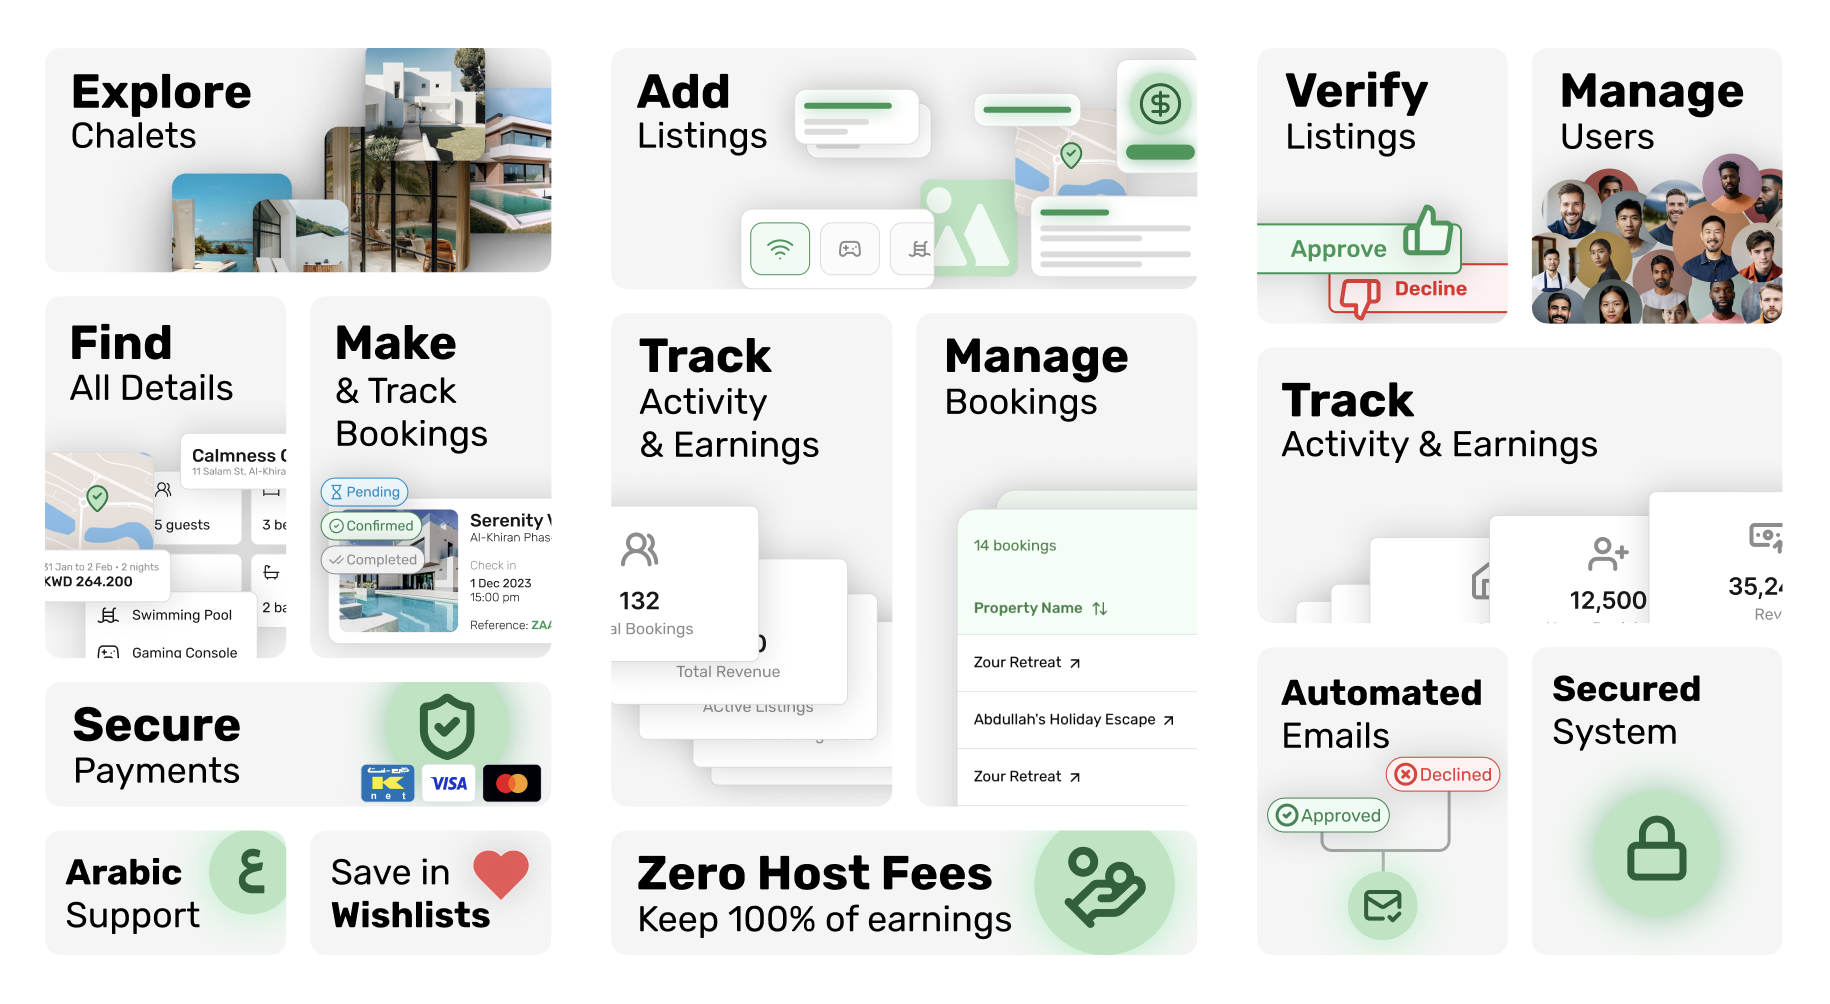 Explore
Chalets
Find
All Details
Calmness
11 Salam St, Al-Khira
5 guests
3 be
31 Jan to 2 Feb • 2 nights
KWD 264.200
2 ba
Swimming Pool
Gaming Console
Make
& Track
Bookings
Pending
Confirmed
Completed
Serenity V
Al-Khiran Phas
Check in
1 Dec 2023
15:00 pm
Reference: ZAA
Secure
Payments
K
net
VISA
Arabic
Support
ع
Save in
Wishlists
Add
Listings
Track
Activity
& Earnings
132
al Bookings
0
Total Revenue
ACtive Listings
Manage
Bookings
14 bookings
Property Name
Zour Retreat
Abdullah's Holiday Escape
Zour Retreat
Zero Host Fees
Keep 100% of earnings
Verify
Listings
Approve
Decline
Manage
Users
Track
Activity & Earnings
12,500
35,24
Rev
Automated
Emails
Declined
Approved
Secured
System